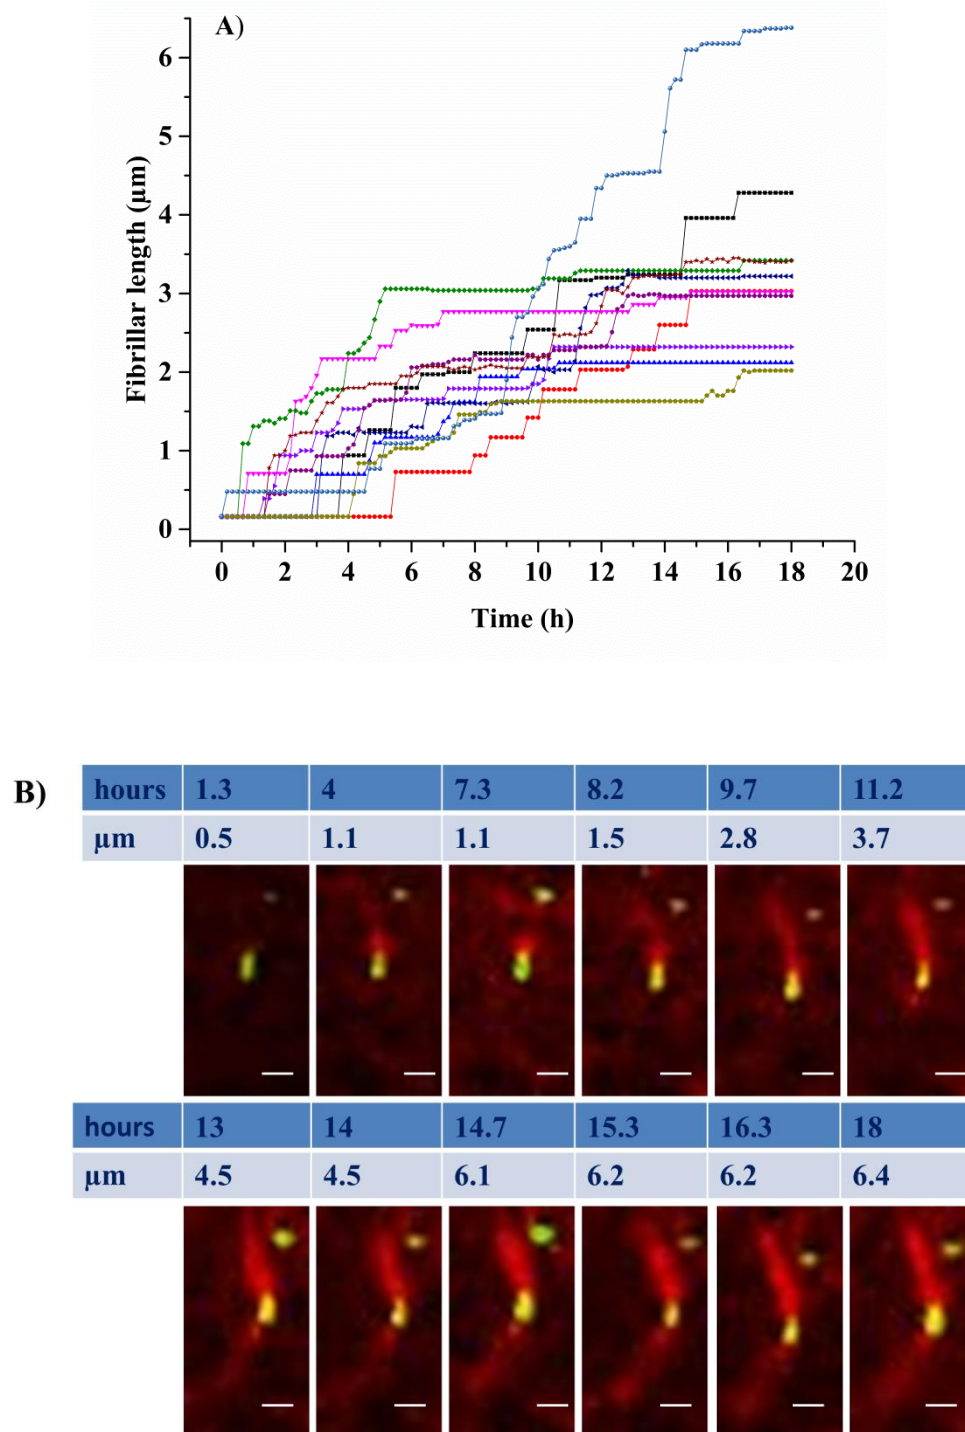 A)
6
5
4
3
2
1
0
Fibrillar length (µm)
0 2 4 6 8 10 12 14 16 18 20
Time (h)
B)
hours 1.3 4 7.3 8.2 9.7 11.2
µm 0.5 1.1 1.1 1.5 2.8 3.7
hours 13 14 14.7 15.3 16.3 18
µm 4.5 4.5 6.1 6.2 6.2 6.4